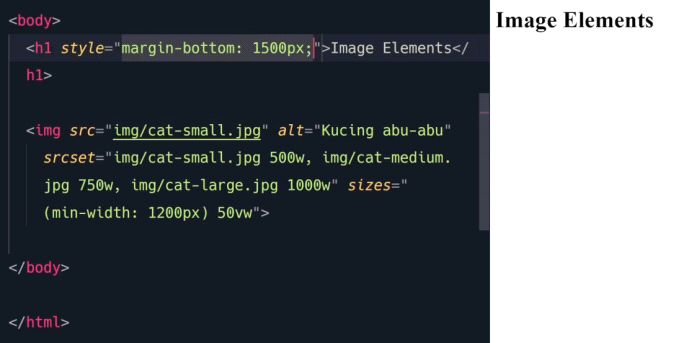 <body>
<h1 style="margin-bottom: 1500px;">Image Elements</
h1>
<img src="img/cat-small.jpg" alt="Kucing abu-abu"
srcset="img/cat-small.jpg 500w, img/cat-medium.
jpg 750w, img/cat-large.jpg 1000w" sizes="
(min-width: 1200px) 50vw">
</body>
</html>
Image Elements